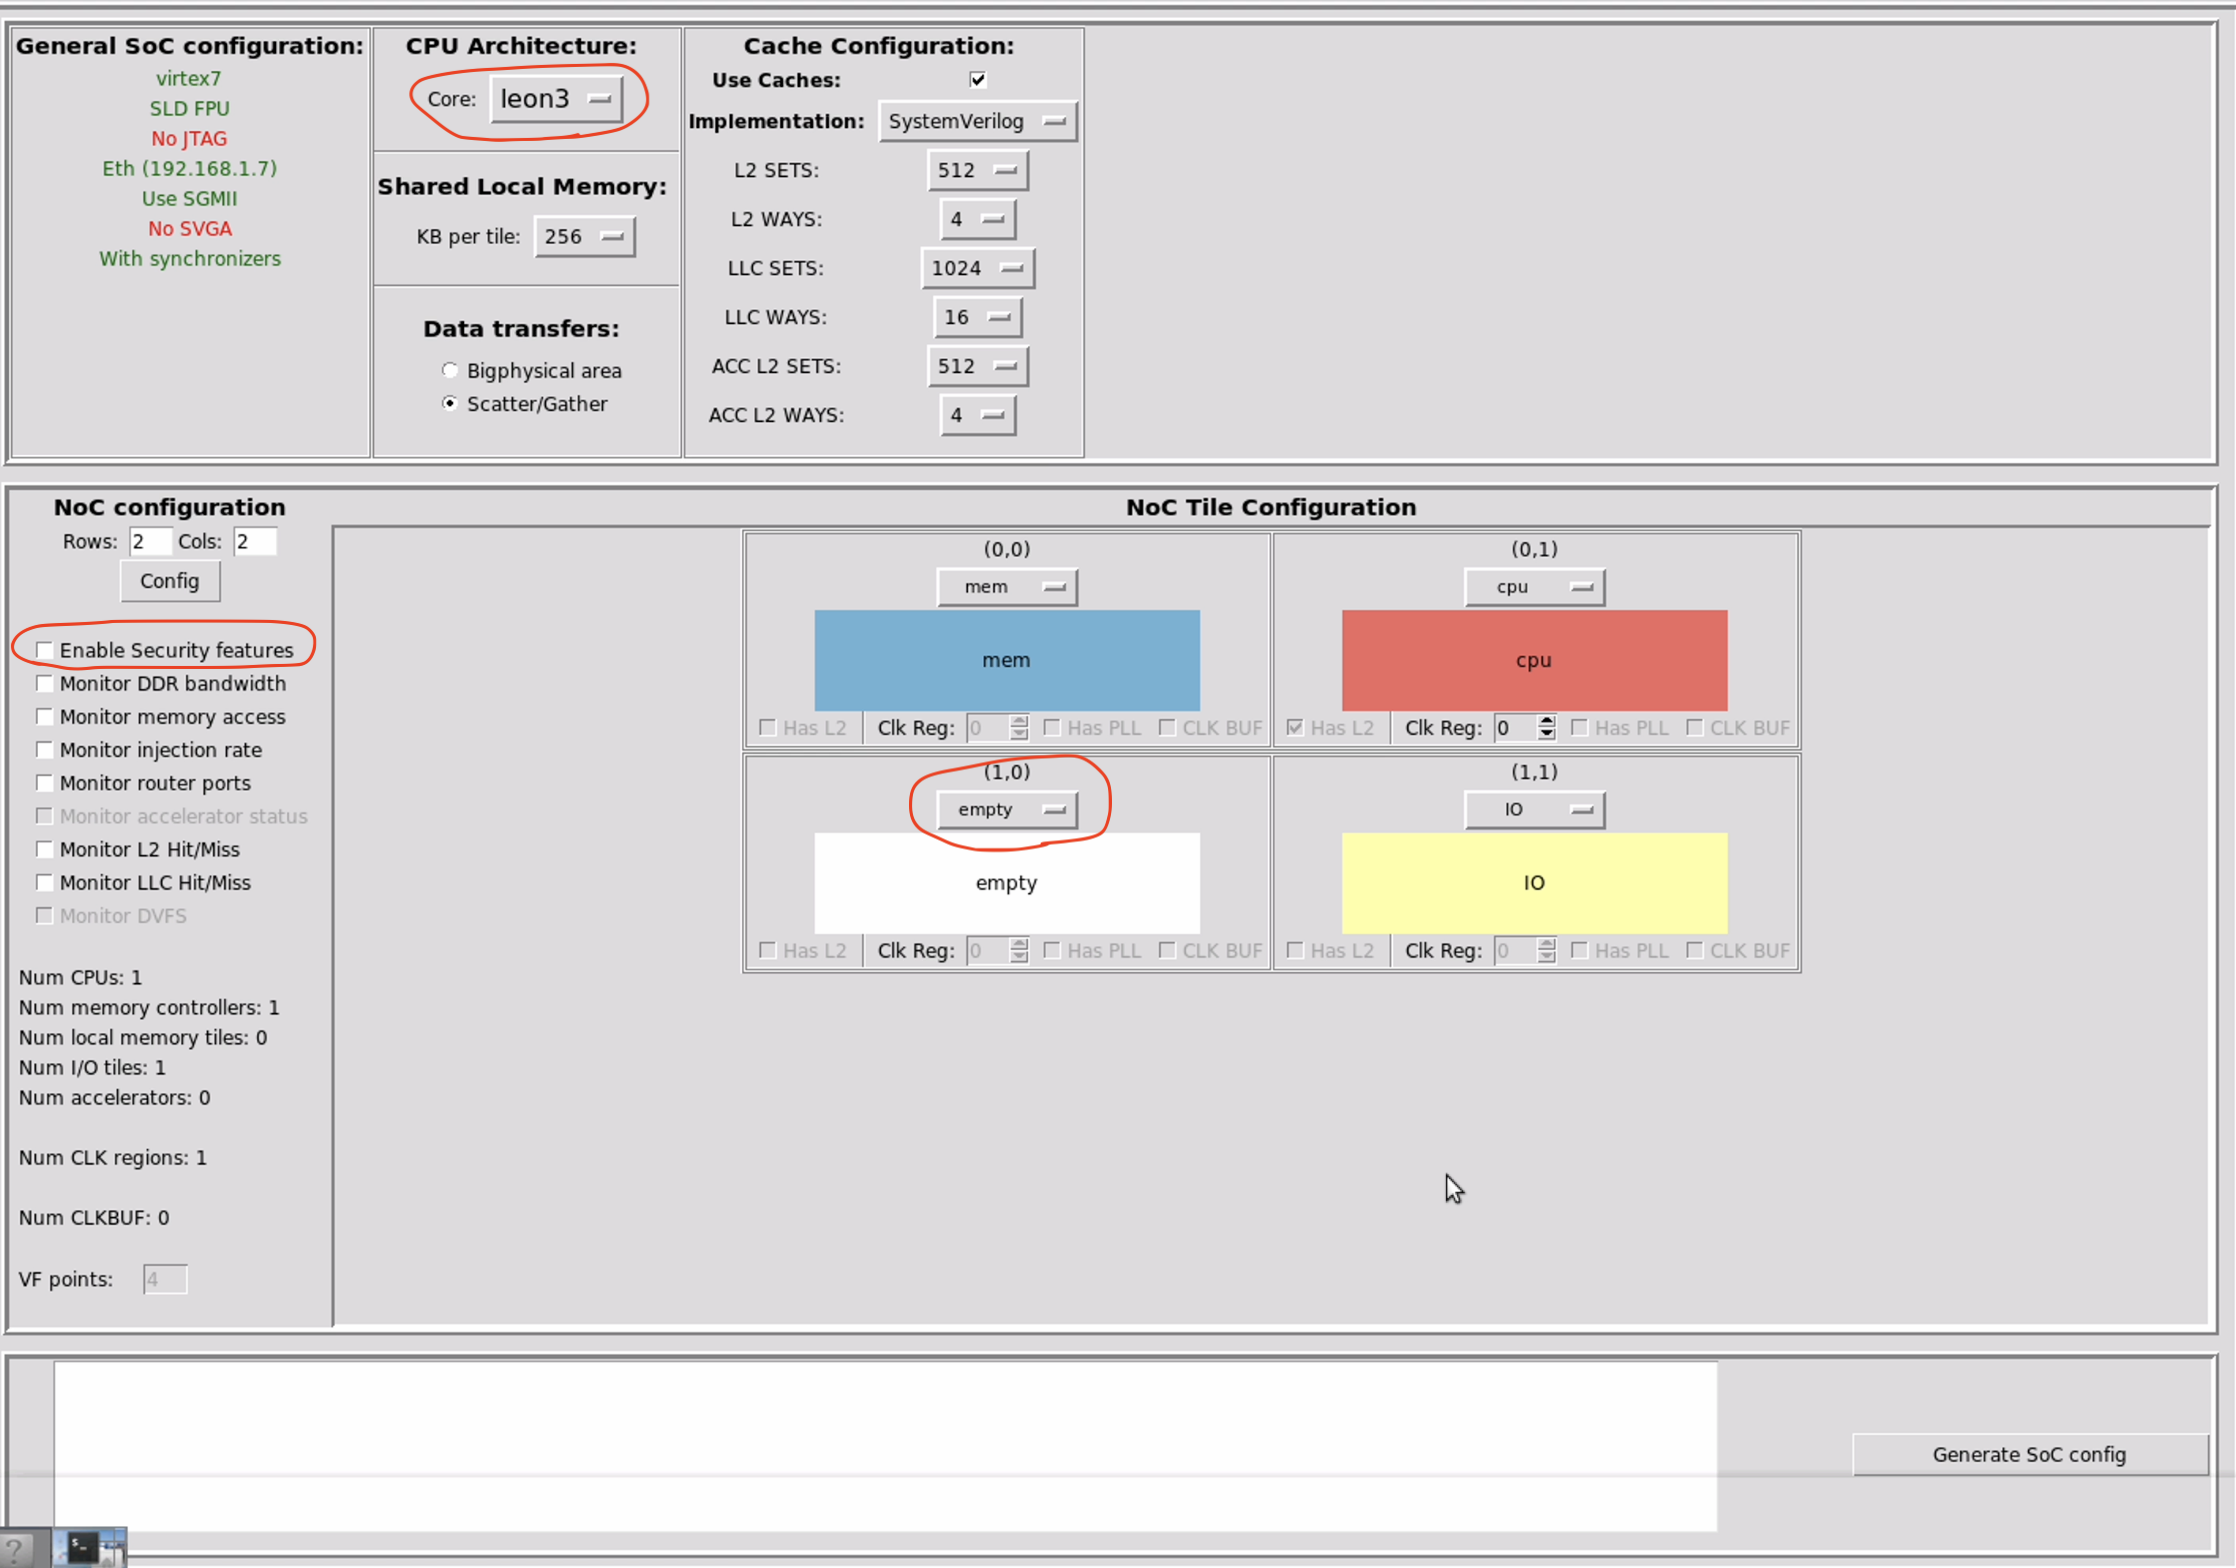 General SoC configuration:
virtex7
SLD FPU
No JTAG
Eth (192.168.1.7)
Use SGMII
No SVGA
With synchronizers
CPU Architecture:
Core: leon3
Shared Local Memory:
KB per tile: 256
Data transfers:
Bigphysical area
Scatter/Gather
Cache Configuration:
Use Caches:
Implementation: SystemVerilog
L2 SETS: 512
L2 WAYS: 4
LLC SETS: 1024
LLC WAYS: 16
ACC L2 SETS: 512
ACC L2 WAYS: 4
NoC configuration
Rows: 2 Cols: 2
Config
Enable Security features
Monitor DDR bandwidth
Monitor memory access
Monitor injection rate
Monitor router ports
Monitor accelerator status
Monitor L2 Hit/Miss
Monitor LLC Hit/Miss
Monitor DVFS
Num CPUs: 1
Num memory controllers: 1
Num local memory tiles: 0
Num I/O tiles: 1
Num accelerators: 0
Num CLK regions: 1
Num CLKBUF: 0
VF points: 4
NoC Tile Configuration
(0,0)
mem
mem
Has L2 Clk Reg: 0 Has PLL CLK BUF
(0,1)
cpu
cpu
Has L2 Clk Reg: 0 Has PLL CLK BUF
(1,0)
empty
empty
Has L2 Clk Reg: 0 Has PLL CLK BUF
(1,1)
IO
IO
Has L2 Clk Reg: 0 Has PLL CLK BUF
Generate SoC config
?